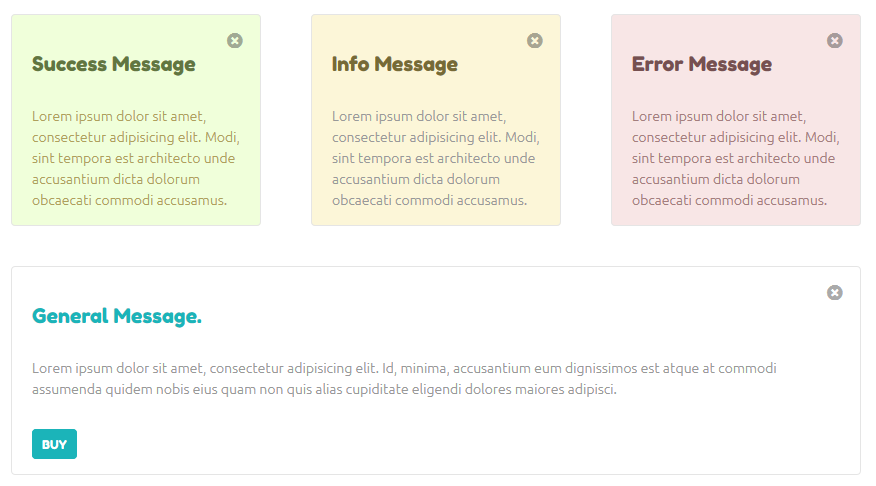 Success Message
Lorem ipsum dolor sit amet,
consectetur adipisicing elit. Modi,
sint tempora est architecto unde
accusantium dicta dolorum
obcaecati commodi accusamus.
Info Message
Lorem ipsum dolor sit amet,
consectetur adipisicing elit. Modi,
sint tempora est architecto unde
accusantium dicta dolorum
obcaecati commodi accusamus.
Error Message
Lorem ipsum dolor sit amet,
consectetur adipisicing elit. Modi,
sint tempora est architecto unde
accusantium dicta dolorum
obcaecati commodi accusamus.
General Message.
Lorem ipsum dolor sit amet, consectetur adipisicing elit. Id, minima, accusantium eum dignissimos est atque at commodi
assumenda quidem nobis eius quam non quis alias cupiditate eligendi dolores maiores adipisci.
BUY